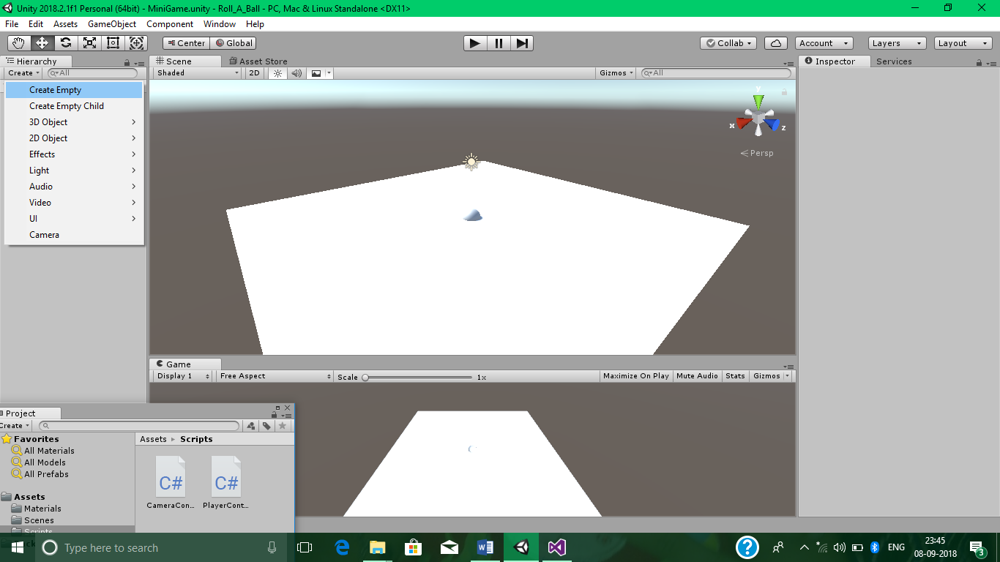 Unity 2018.2.1f1 Personal (64bit) - MiniGame.unity - Roll_A_Ball - PC, Mac & Linux Standalone <DX11>
File Edit Assets GameObject Component Window Help
Center Global Collab Account Layers Layout
Hierarchy Scene Asset Store Inspector Services
Create All Shaded 2D Gizmos All
Create Empty
Create Empty Child
3D Object
2D Object
Effects
Light
Audio
Video
UI
Camera
y
x z
Persp
Game
Display 1 Free Aspect Scale 1x Maximize On Play Mute Audio Stats Gizmos
Project
Create
Favorites
All Materials
All Models
All Prefabs
Assets
Materials
Scenes
Scripts
Assets Scripts
C# C#
CameraCon... PlayerCont...
Type here to search
ENG
23:45
08-09-2018
3